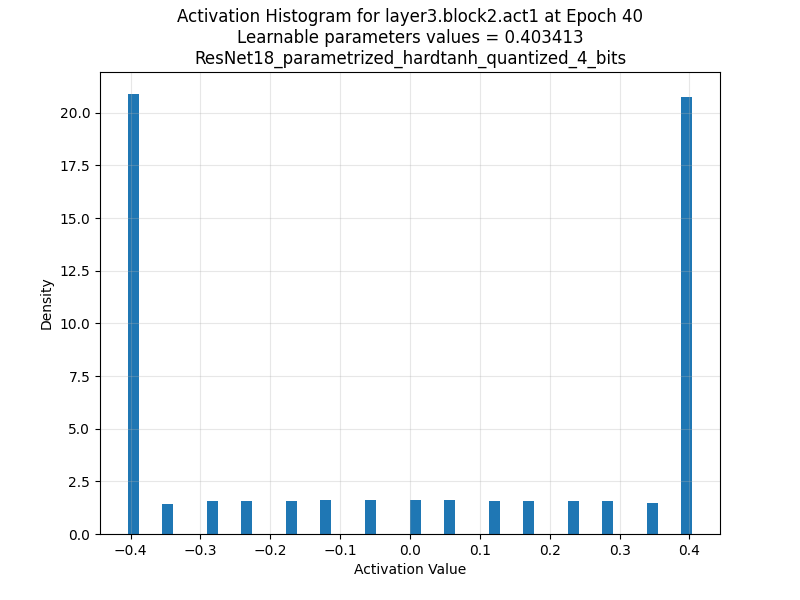 Activation Histogram for layer3.block2.act1 at Epoch 40
Learnable parameters values = 0.403413
ResNet18_parametrized_hardtanh_quantized_4_bits
20.0
17.5
15.0
12.5
10.0
7.5
5.0
2.5
0.0
Density
−0.4 −0.3 −0.2 −0.1 0.0 0.1 0.2 0.3 0.4
Activation Value